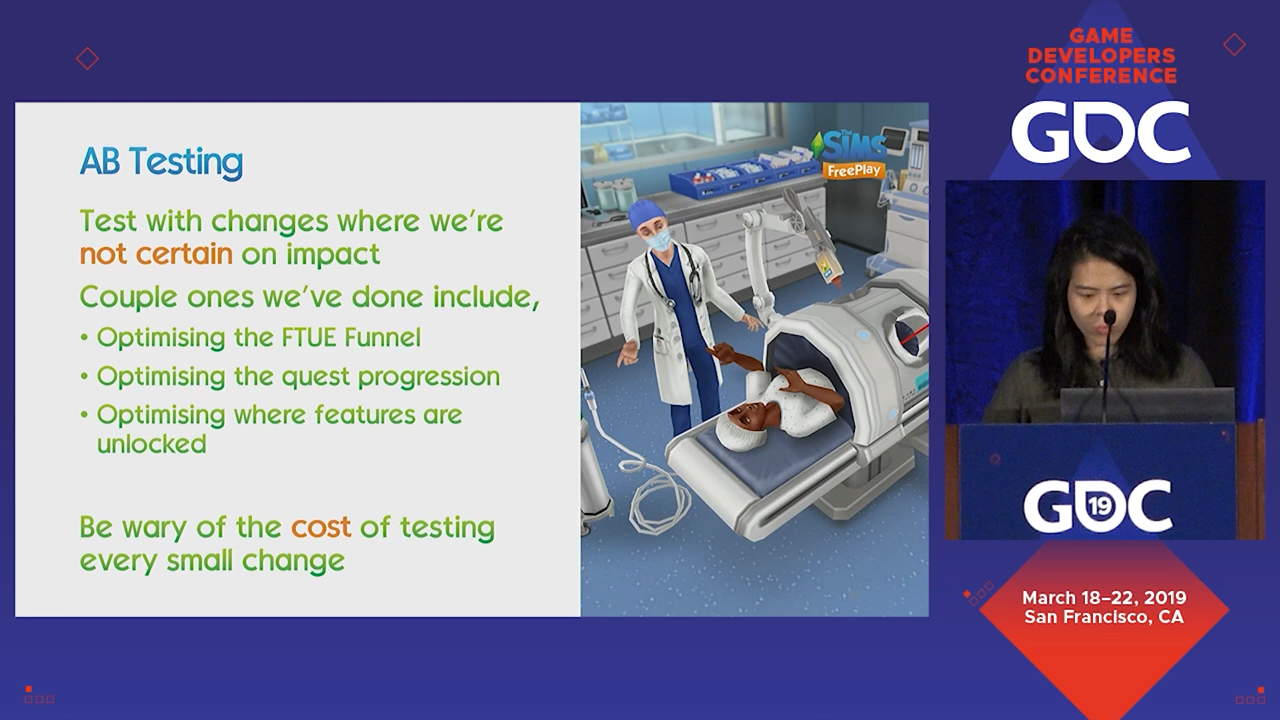 GAME
DEVELOPERS
CONFERENCE
GDC
AB Testing
Test with changes where we're
not certain on impact
Couple ones we've done include,
• Optimising the FTUE Funnel
• Optimising the quest progression
• Optimising where features are
unlocked
Be wary of the cost of testing
every small change
The SIMS
FreePlay
GDC
19
March 18–22, 2019
San Francisco, CA